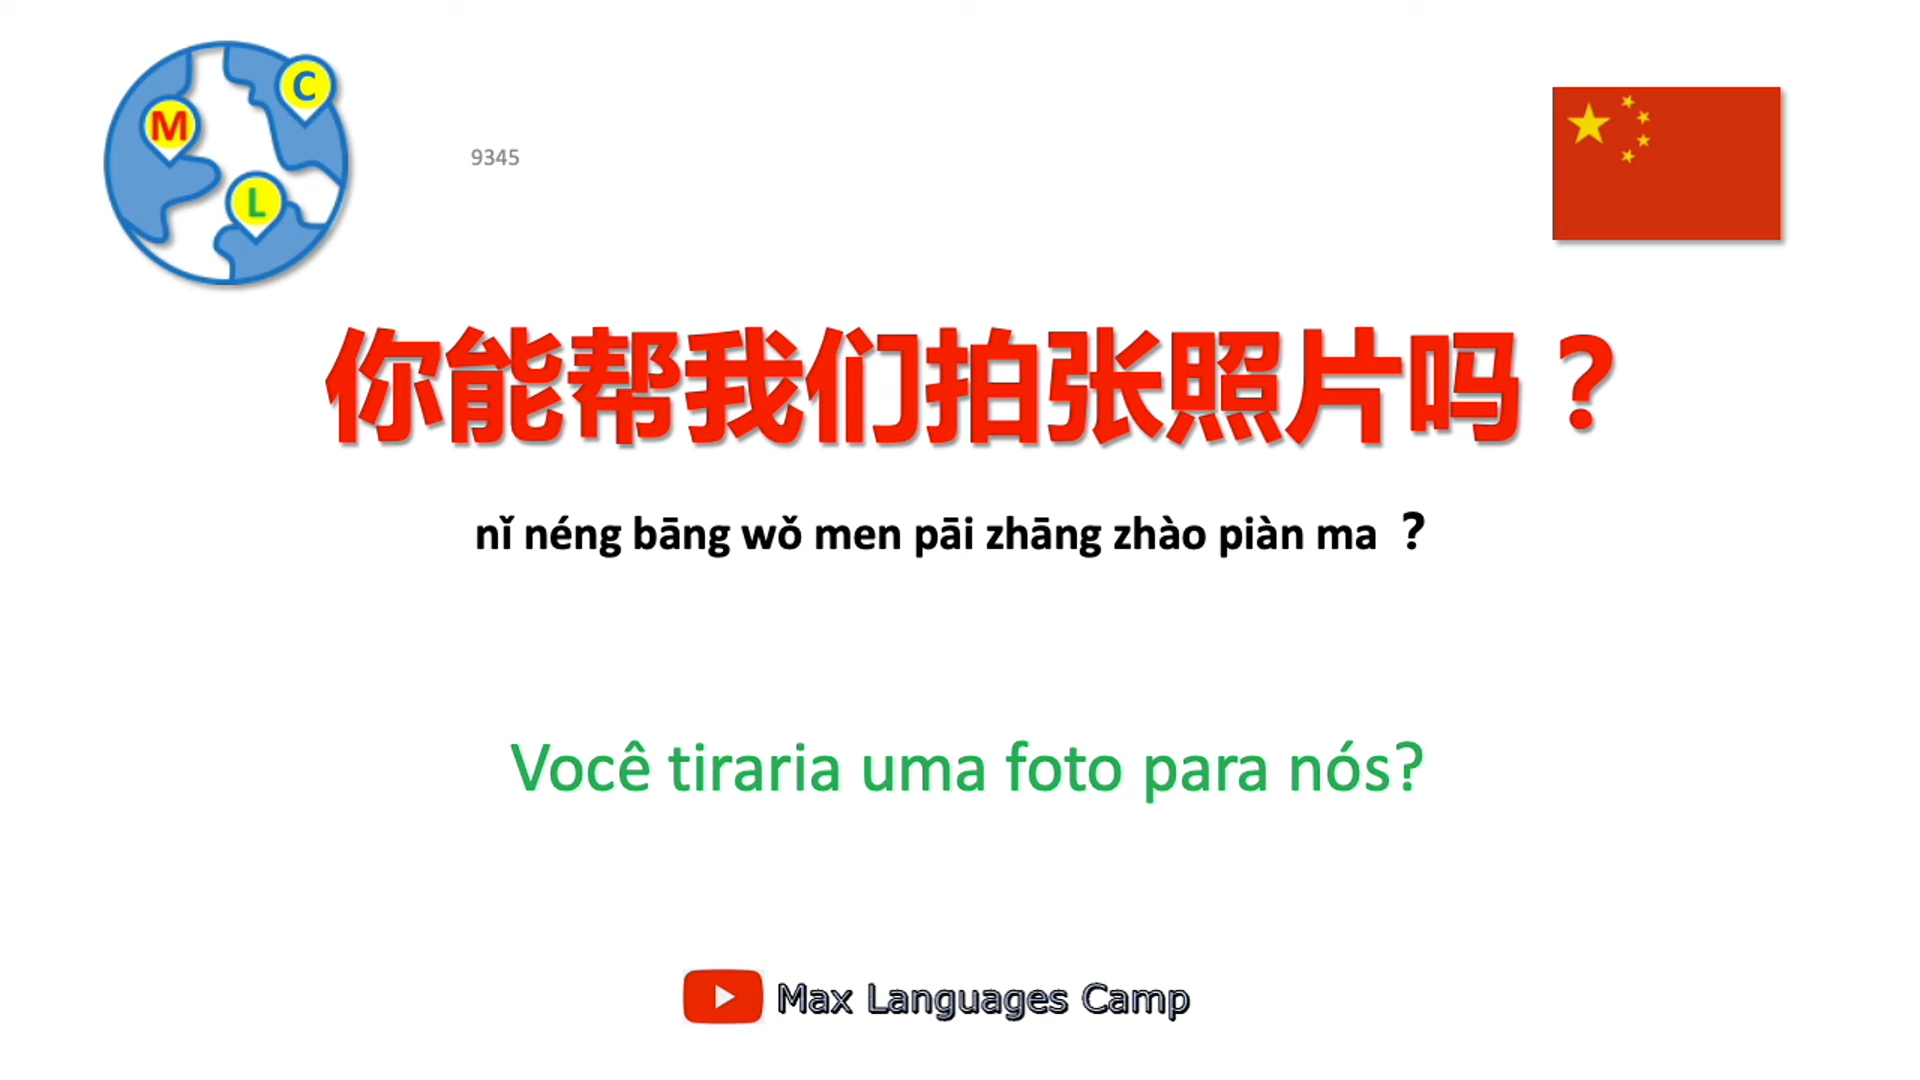 M
C
L
9345
你能帮我们拍张照片吗？
nǐ néng bāng wǒ men pāi zhāng zhào piàn ma ？
Você tiraria uma foto para nós?
Max Languages Camp